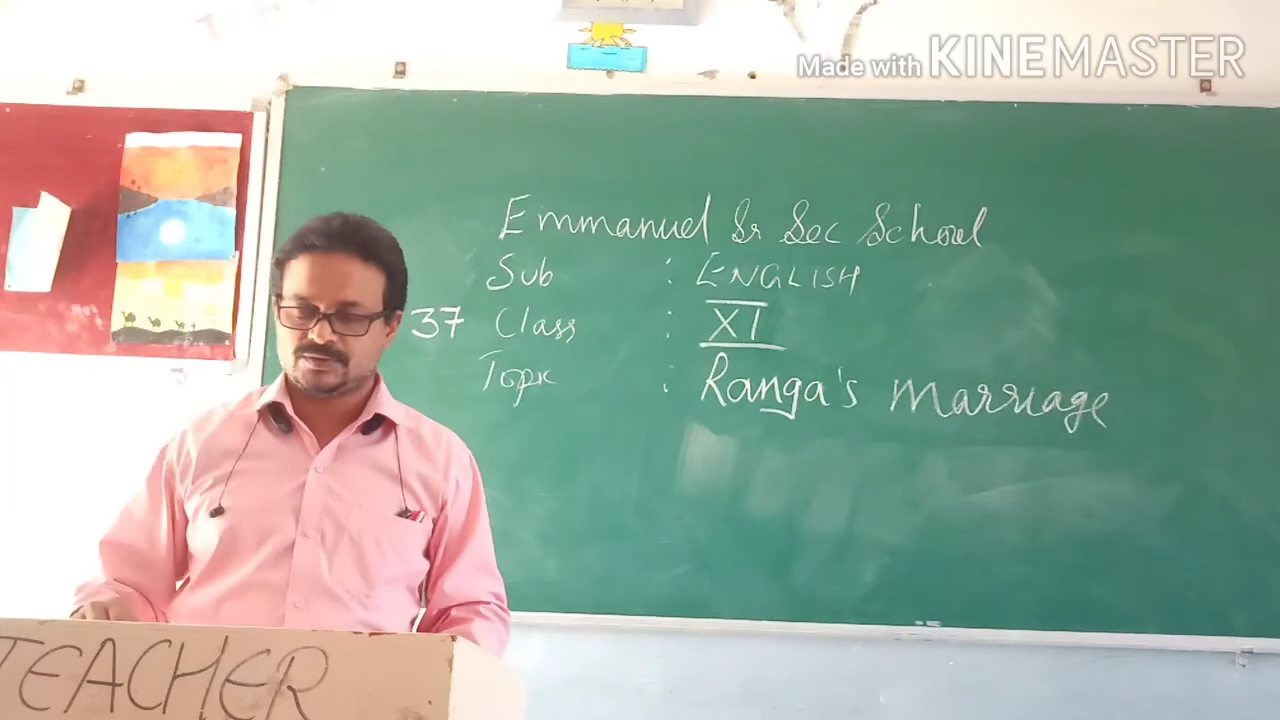 Made with KINEMASTER
Emmanuel Sr Sec School
Sub : ENGLISH
37 Class : XI
Topic : Ranga's Marriage
TEACHER